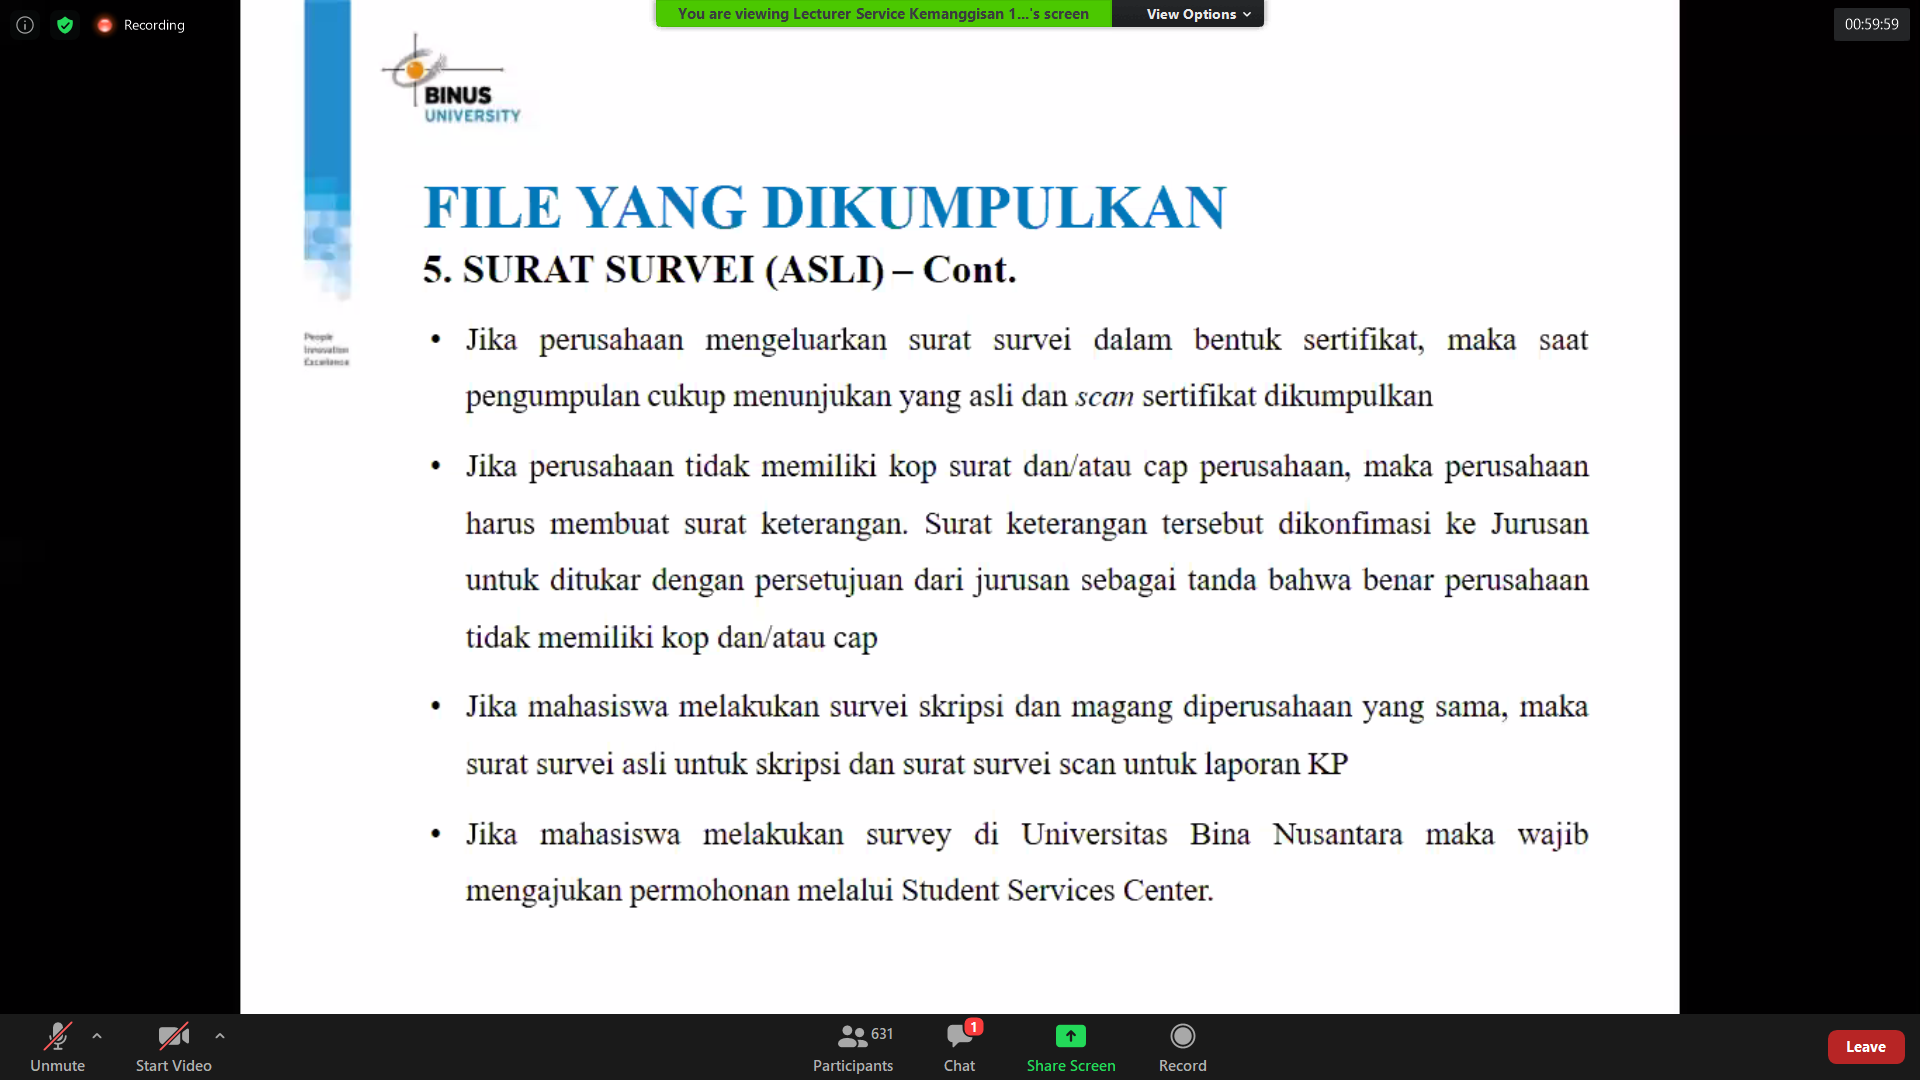 Recording
You are viewing Lecturer Service Kemanggisan 1...'s screen
View Options
00:59:59
BINUS
UNIVERSITY
FILE YANG DIKUMPULKAN
5. SURAT SURVEI (ASLI) – Cont.
People
Innovation
Excellence
• Jika perusahaan mengeluarkan surat survei dalam bentuk sertifikat, maka saat
pengumpulan cukup menunjukan yang asli dan scan sertifikat dikumpulkan
• Jika perusahaan tidak memiliki kop surat dan/atau cap perusahaan, maka perusahaan
harus membuat surat keterangan. Surat keterangan tersebut dikonfimasi ke Jurusan
untuk ditukar dengan persetujuan dari jurusan sebagai tanda bahwa benar perusahaan
tidak memiliki kop dan/atau cap
• Jika mahasiswa melakukan survei skripsi dan magang diperusahaan yang sama, maka
surat survei asli untuk skripsi dan surat survei scan untuk laporan KP
• Jika mahasiswa melakukan survey di Universitas Bina Nusantara maka wajib
mengajukan permohonan melalui Student Services Center.
Unmute
Start Video
631
Participants
1
Chat
Share Screen
Record
Leave